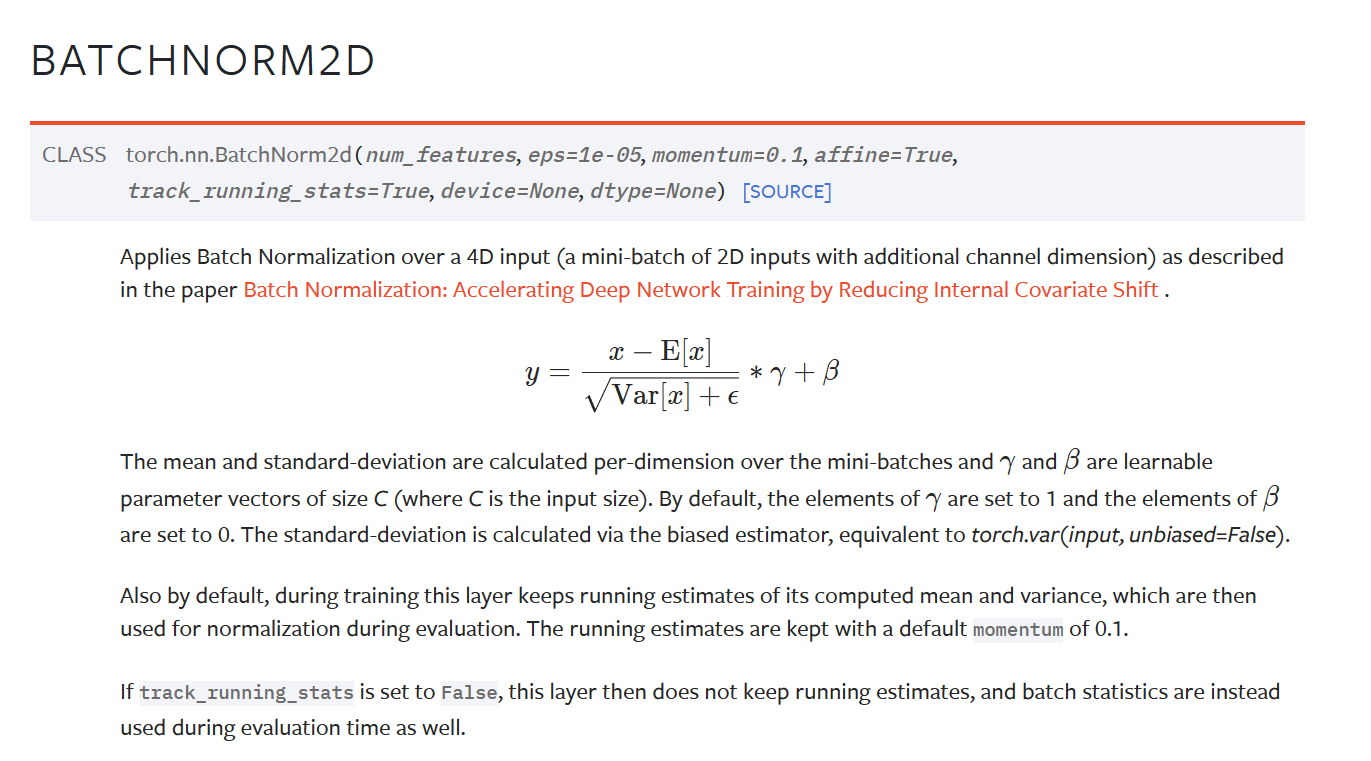 BATCHNORM2D
CLASS torch.nn.BatchNorm2d(num_features, eps=1e-05, momentum=0.1, affine=True,
track_running_stats=True, device=None, dtype=None) [SOURCE]
Applies Batch Normalization over a 4D input (a mini-batch of 2D inputs with additional channel dimension) as described
in the paper Batch Normalization: Accelerating Deep Network Training by Reducing Internal Covariate Shift .
y = \frac{x - E[x]}{\sqrt{Var[x] + ϵ}} * γ + β
The mean and standard-deviation are calculated per-dimension over the mini-batches and γ and β are learnable
parameter vectors of size C (where C is the input size). By default, the elements of γ are set to 1 and the elements of β
are set to 0. The standard-deviation is calculated via the biased estimator, equivalent to torch.var(input, unbiased=False).
Also by default, during training this layer keeps running estimates of its computed mean and variance, which are then
used for normalization during evaluation. The running estimates are kept with a default momentum of 0.1.
If track_running_stats is set to False, this layer then does not keep running estimates, and batch statistics are instead
used during evaluation time as well.